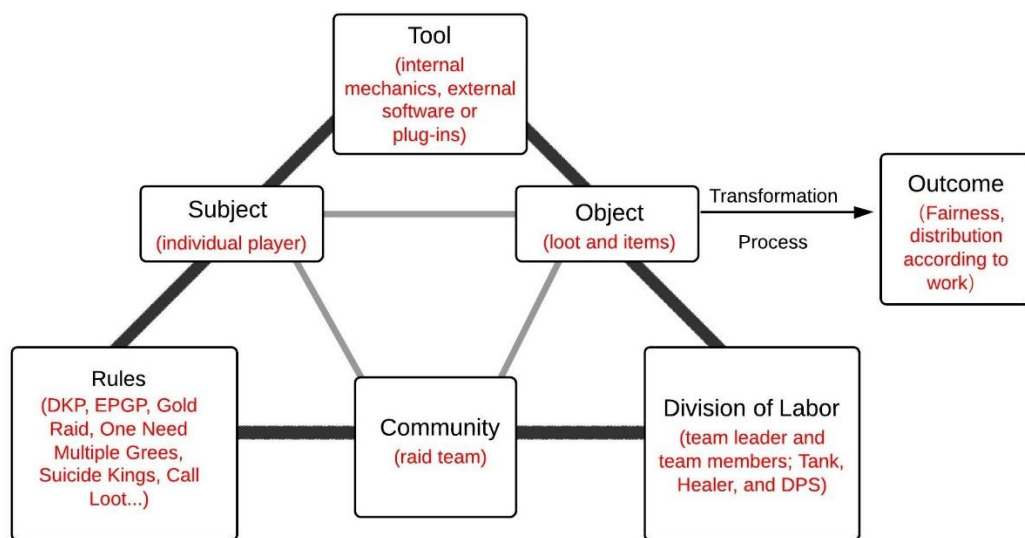 Tool
(internal
mechanics, external
software or
plug-ins)
Subject
(individual player)
Object
(loot and items)
Transformation
Process
Outcome
（Fairness,
distribution
according to
work）
Rules
(DKP, EPGP, Gold
Raid, One Need
Multiple Grees,
Suicide Kings, Call
Loot...)
Community
(raid team)
Division of Labor
(team leader and
team members; Tank,
Healer, and DPS)